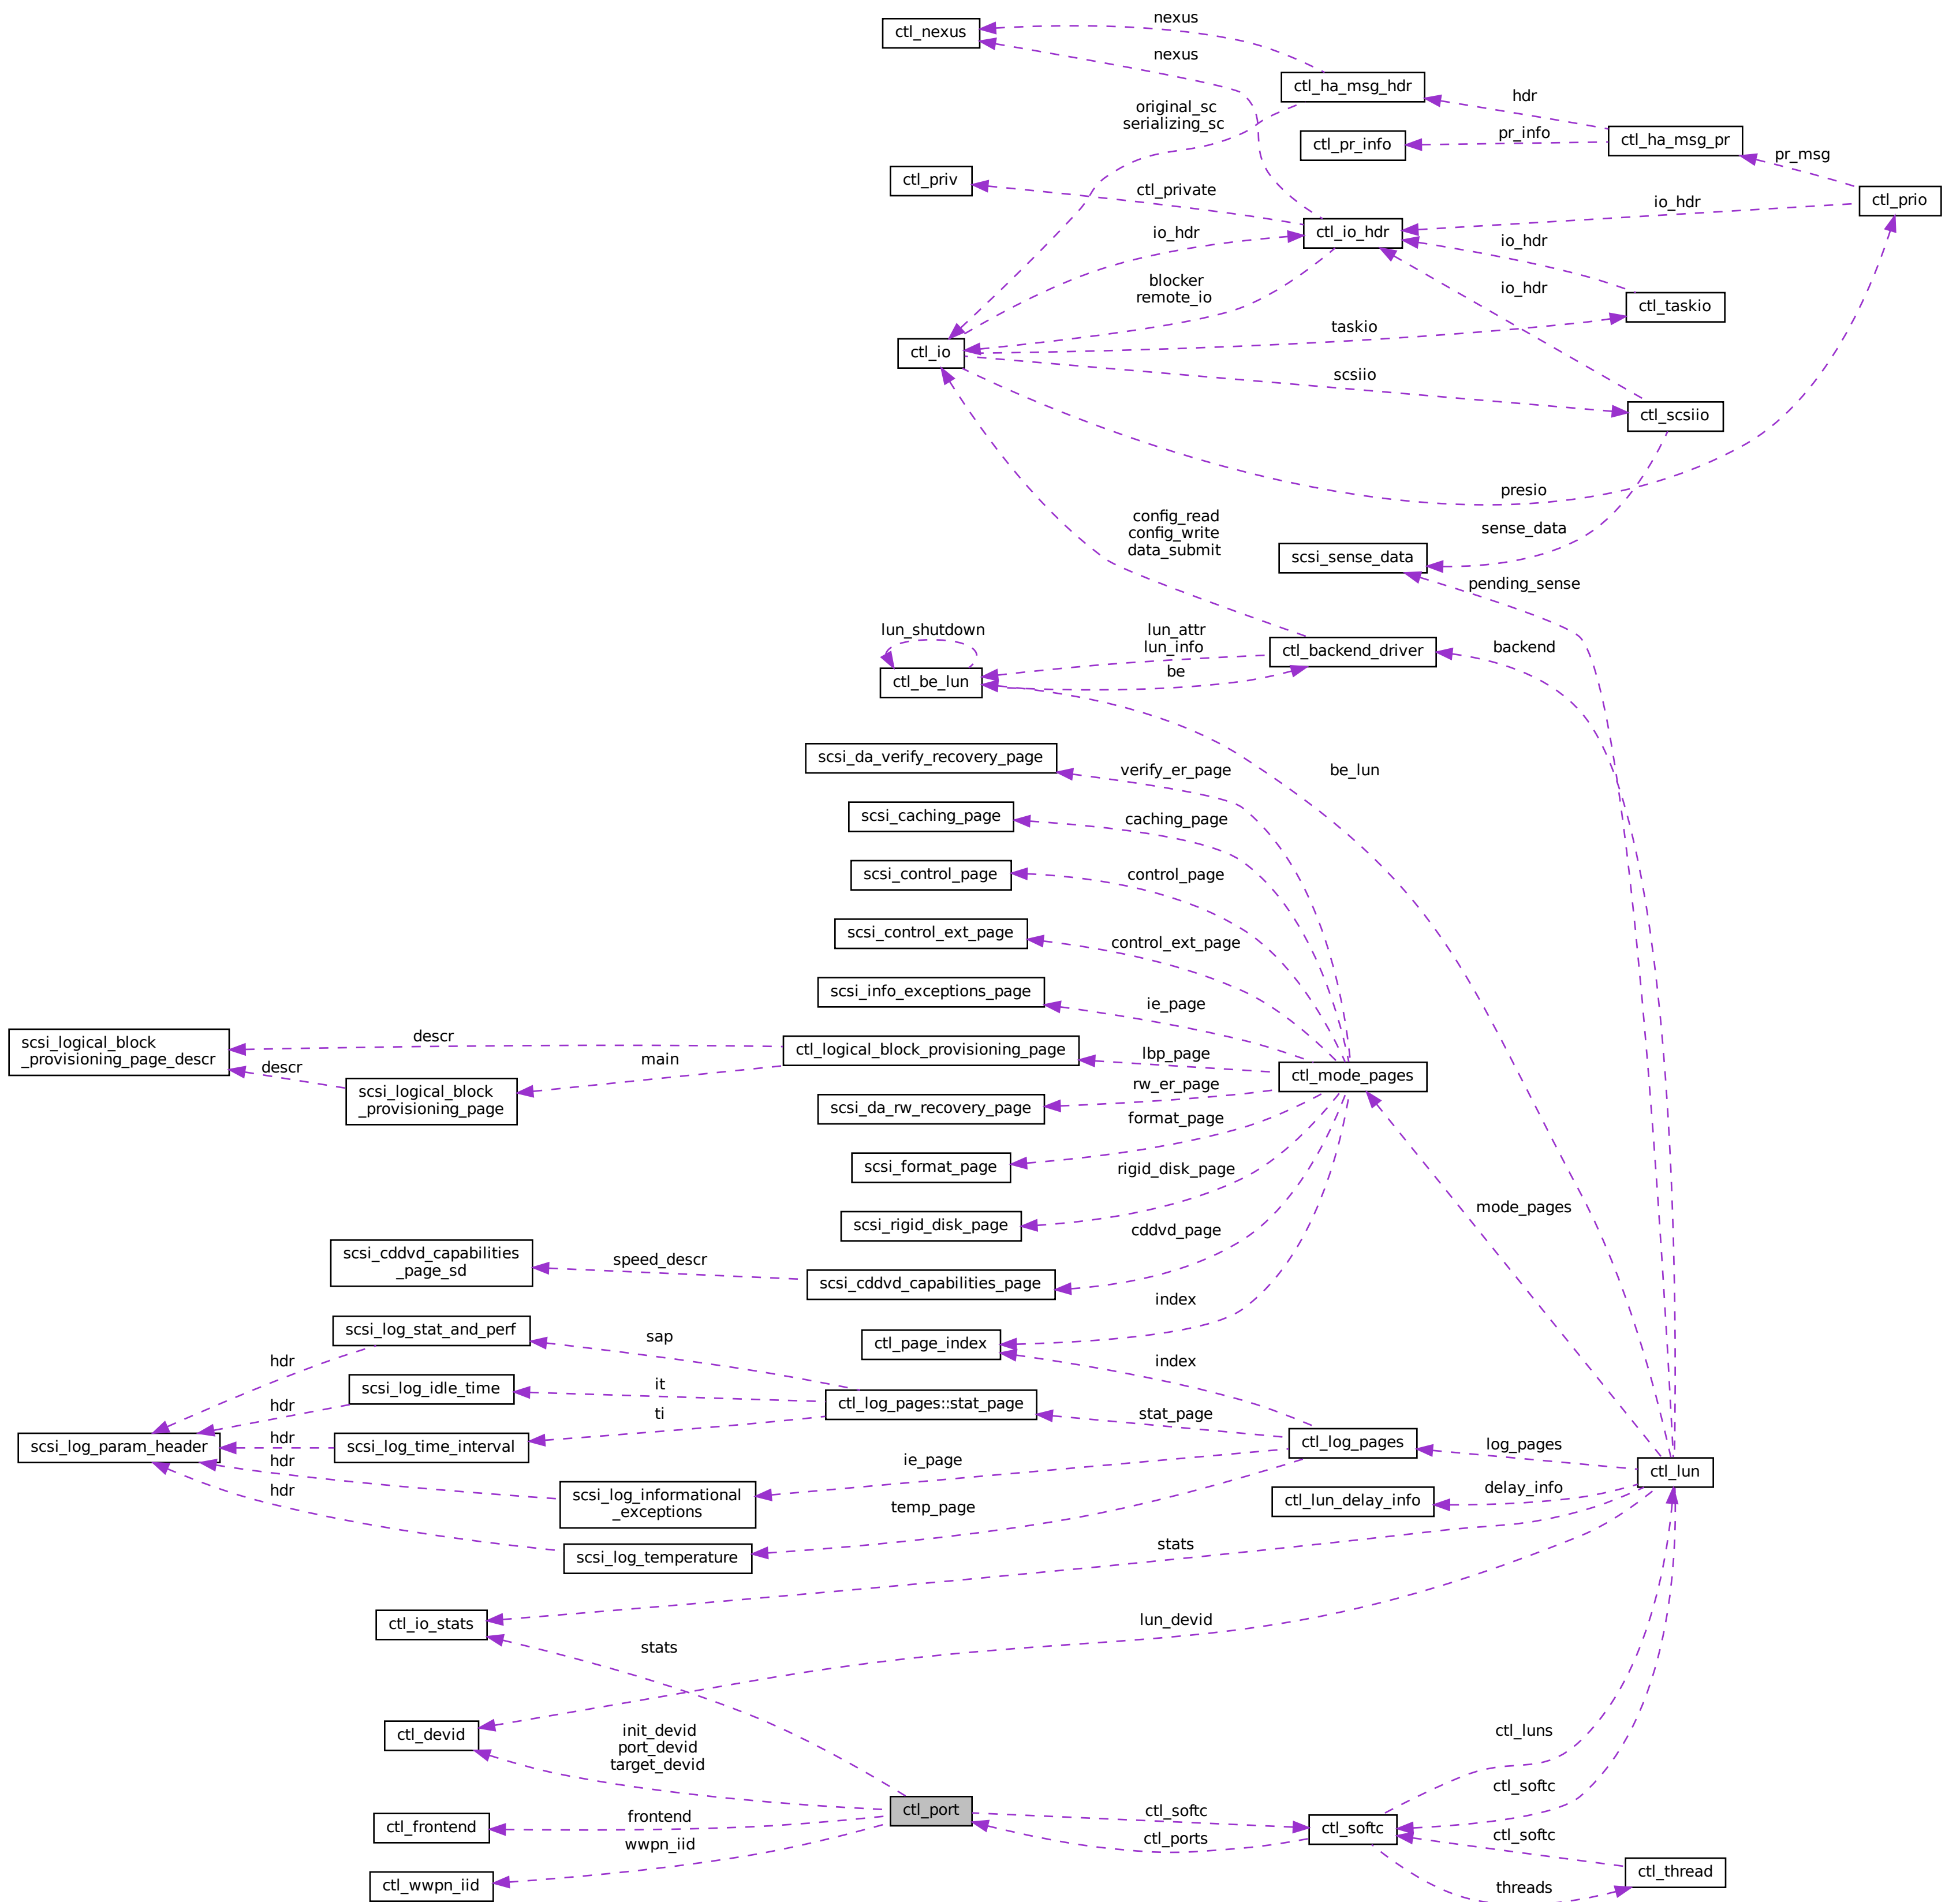 nexus
ctl_nexus
nexus
ctl_ha_msg_hdr
hdr
original_sc
serializing_sc
pr_info
ctl_ha_msg_pr
ctl_pr_info
pr_msg
ctl_priv
ctl_private
ctl_prio
io_hdr
io_hdr
ctl_io_hdr
io_hdr
blocker
remote_io
io_hdr
ctl_taskio
taskio
ctl_io
scsiio
ctl_scsiio
presio
config_read
config_write
data_submit
sense_data
scsi_sense_data
pending_sense
lun_shutdown
lun_attr
lun_info
backend
ctl_backend_driver
be
ctl_be_lun
scsi_da_verify_recovery_page
verify_er_page
be_lun
scsi_caching_page
caching_page
scsi_control_page
control_page
scsi_control_ext_page
control_ext_page
scsi_info_exceptions_page
ie_page
scsi_logical_block
_provisioning_page_descr
descr
ctl_logical_block_provisioning_page
lbp_page
main
descr
ctl_mode_pages
scsi_logical_block
_provisioning_page
rw_er_page
scsi_da_rw_recovery_page
format_page
scsi_format_page
rigid_disk_page
mode_pages
scsi_rigid_disk_page
cddvd_page
scsi_cddvd_capabilities
_page_sd
speed_descr
scsi_cddvd_capabilities_page
index
scsi_log_stat_and_perf
sap
ctl_page_index
hdr
index
scsi_log_idle_time
it
hdr
ctl_log_pages::stat_page
ti
stat_page
hdr
scsi_log_param_header
scsi_log_time_interval
ctl_log_pages
log_pages
hdr
ie_page
ctl_lun
hdr
scsi_log_informational
_exceptions
temp_page
ctl_lun_delay_info
delay_info
scsi_log_temperature
stats
ctl_io_stats
lun_devid
stats
ctl_devid
init_devid
port_devid
target_devid
ctl_luns
ctl_softc
ctl_port
ctl_softc
frontend
ctl_frontend
ctl_ports
ctl_softc
ctl_softc
wwpn_iid
ctl_thread
ctl_wwpn_iid
threads